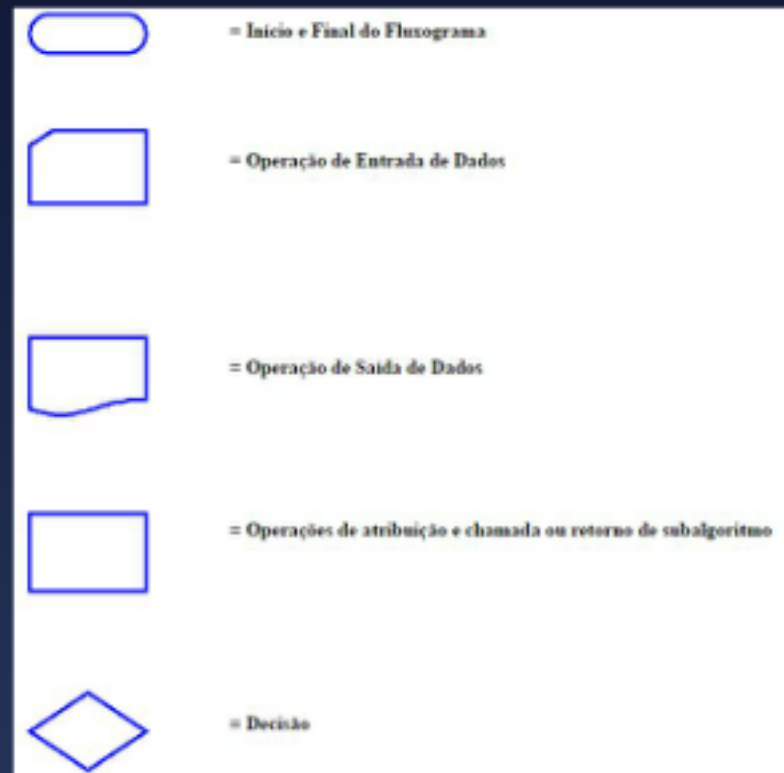 = Início e Final do Fluxograma
= Operação de Entrada de Dados
= Operação de Saída de Dados
= Operações de atribuição e chamada ou retorno de subalgoritmo
= Decisão